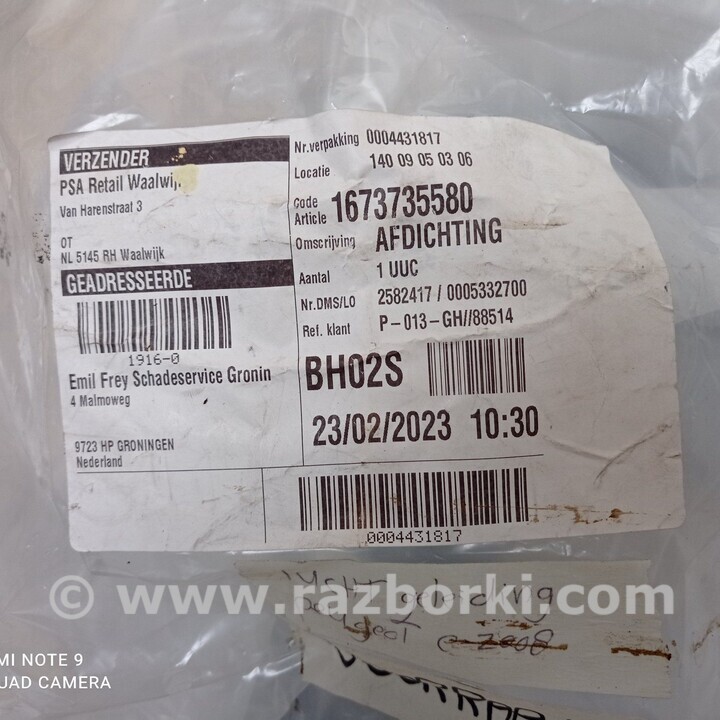 VERZENDER
PSA Retail Waalwijk
Van Harenstraat 3
OT
NL 5145 RH Waalwijk
GEADRESSEERDE
1916-0
Emil Frey Schadeservice Gronin
4 Malmoweg
9723 HP GRONINGEN
Nederland
Nr.verpakking 0004431817
Locatie 140 09 05 03 06
Code Article 1673735580
Omscrijving AFDICHTING
Aantal 1 UUC
Nr.DMS/LO 2582417 / 0005332700
Ref. klant P-013-GH//88514
BH02S
23/02/2023 10:30
0004431817
© www.razborki.com
2008
MI NOTE 9
UAD CAMERA